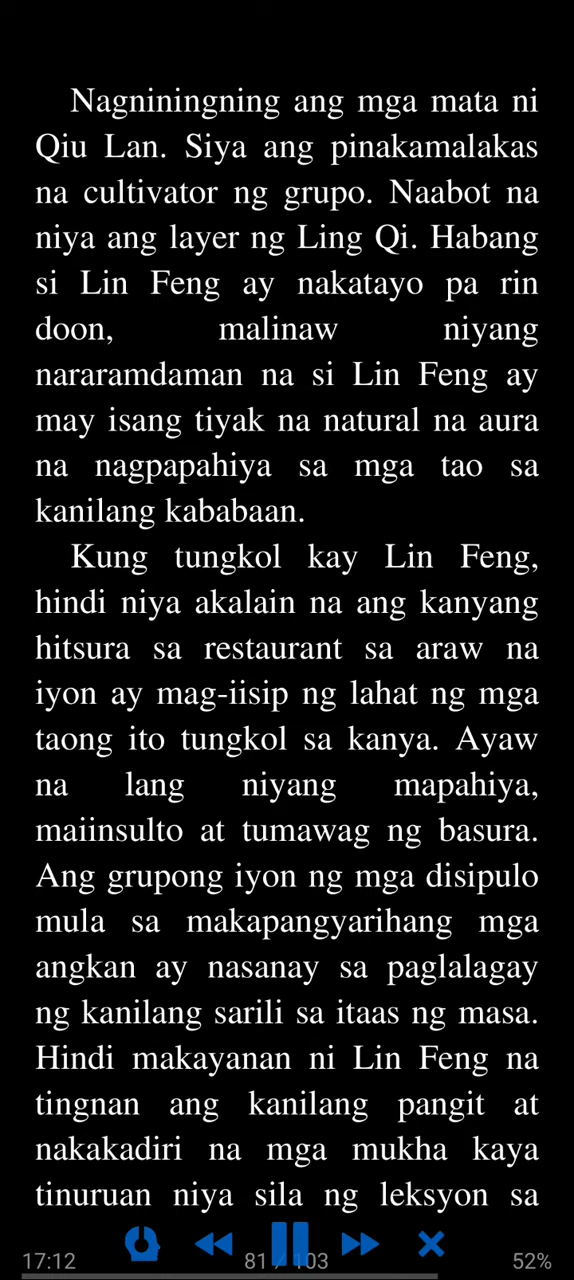 Nagniningning ang mga mata ni
Qiu Lan. Siya ang pinakamalakas
na cultivator ng grupo. Naabot na
niya ang layer ng Ling Qi. Habang
si Lin Feng ay nakatayo pa rin
doon, malinaw niyang
nararamdaman na si Lin Feng ay
may isang tiyak na natural na aura
na nagpapahiya sa mga tao sa
kanilang kababaan.
Kung tungkol kay Lin Feng,
hindi niya akalain na ang kanyang
hitsura sa restaurant sa araw na
iyon ay mag-iisip ng lahat ng mga
taong ito tungkol sa kanya. Ayaw
na lang niyang mapahiya,
maiinsulto at tumawag ng basura.
Ang grupong iyon ng mga disipulo
mula sa makapangyarihang mga
angkan ay nasanay sa paglalagay
ng kanilang sarili sa itaas ng masa.
Hindi makayanan ni Lin Feng na
tingnan ang kanilang pangit at
nakakadiri na mga mukha kaya
tinuruan niya sila ng leksyon sa
17:12 81 / 103 52%